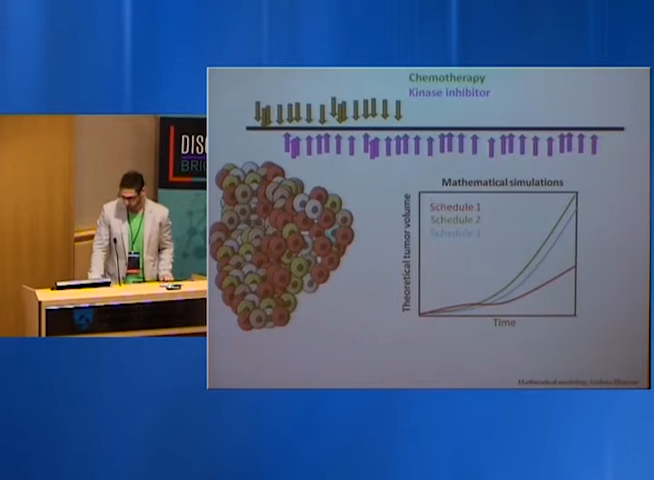 Chemotherapy
Kinase inhibitor
DISC
BRIG
Mathematical simulations
Schedule 1
Schedule 2
Schedule 3
Theoretical tumor volume
Time
Mathematical modeling: